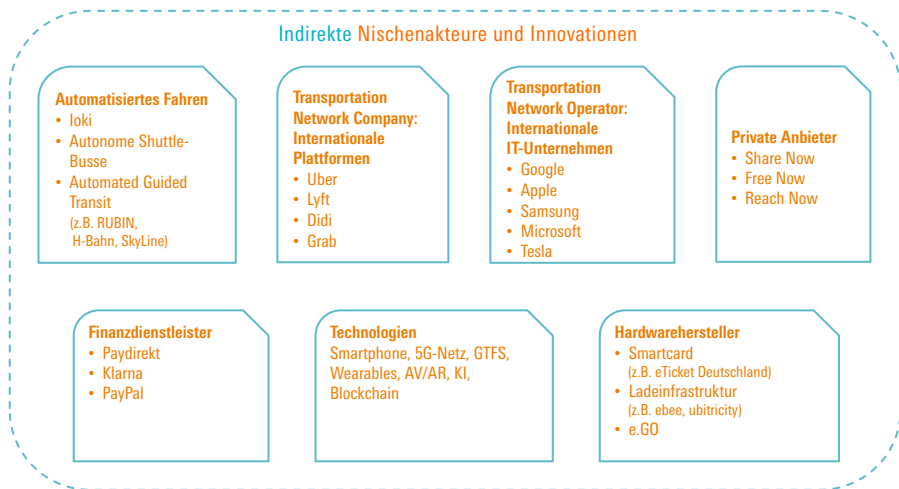 Indirekte Nischenakteure und Innovationen
Automatisiertes Fahren
• Ioki
• Autonome Shuttle-
Busse
• Automated Guided
Transit
(z.B. RUBIN,
H-Bahn, SkyLine)
Transportation
Network Company:
Internationale
Plattformen
• Uber
• Lyft
• Didi
• Grab
Transportation
Network Operator:
Internationale
IT-Unternehmen
• Google
• Apple
• Samsung
• Microsoft
• Tesla
Private Anbieter
• Share Now
• Free Now
• Reach Now
Finanzdienstleister
• Paydirekt
• Klarna
• PayPal
Technologien
Smartphone, 5G-Netz, GTFS,
Wearables, AV/AR, KI,
Blockchain
Hardwarehersteller
• Smartcard
(z.B. eTicket Deutschland)
• Ladeinfrastruktur
(z.B. ebee, ubitricity)
• e.GO